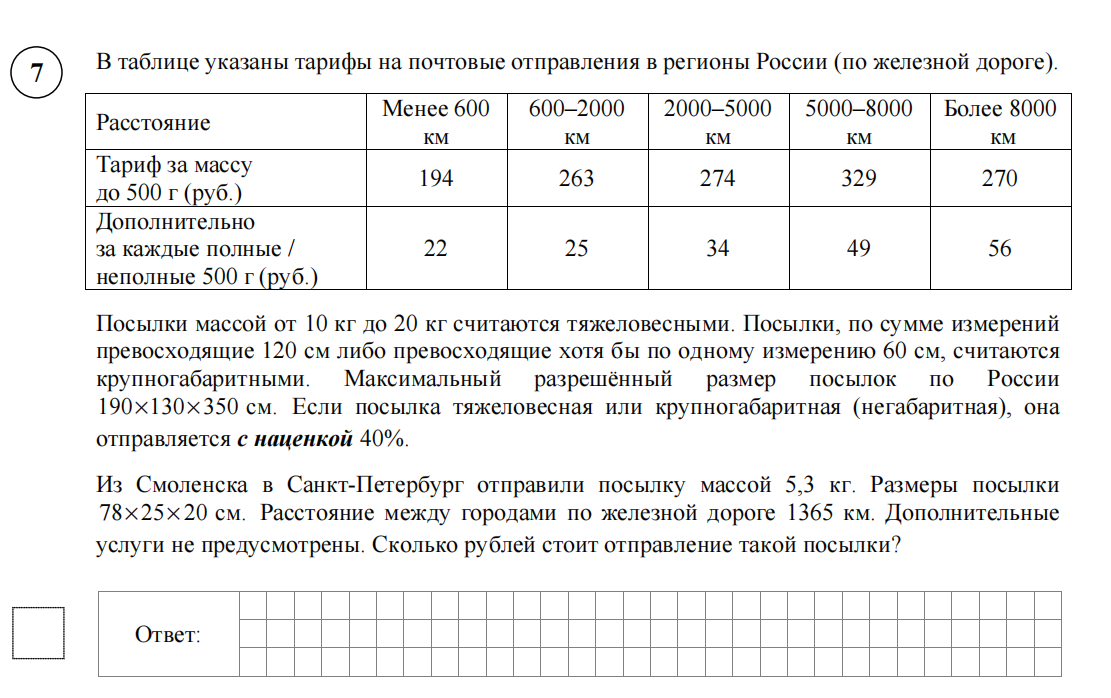 7
В таблице указаны тарифы на почтовые отправления в регионы России (по железной дороге).
Расстояние Менее 600 км 600–2000 км 2000–5000 км 5000–8000 км Более 8000 км
Тариф за массу
до 500 г (руб.) 194 263 274 329 270
Дополнительно
за каждые полные / 22 25 34 49 56
неполные 500 г (руб.)
Посылки массой от 10 кг до 20 кг считаются тяжеловесными. Посылки, по сумме измерений
превосходящие 120 см либо превосходящие хотя бы по одному измерению 60 см, считаются
крупногабаритными. Максимальный разрешённый размер посылок по России
190×130×350 см. Если посылка тяжеловесная или крупногабаритная (негабаритная), она
отправляется с наценкой 40%.
Из Смоленска в Санкт-Петербург отправили посылку массой 5,3 кг. Размеры посылки
78×25×20 см. Расстояние между городами по железной дороге 1365 км. Дополнительные
услуги не предусмотрены. Сколько рублей стоит отправление такой посылки?
Ответ: